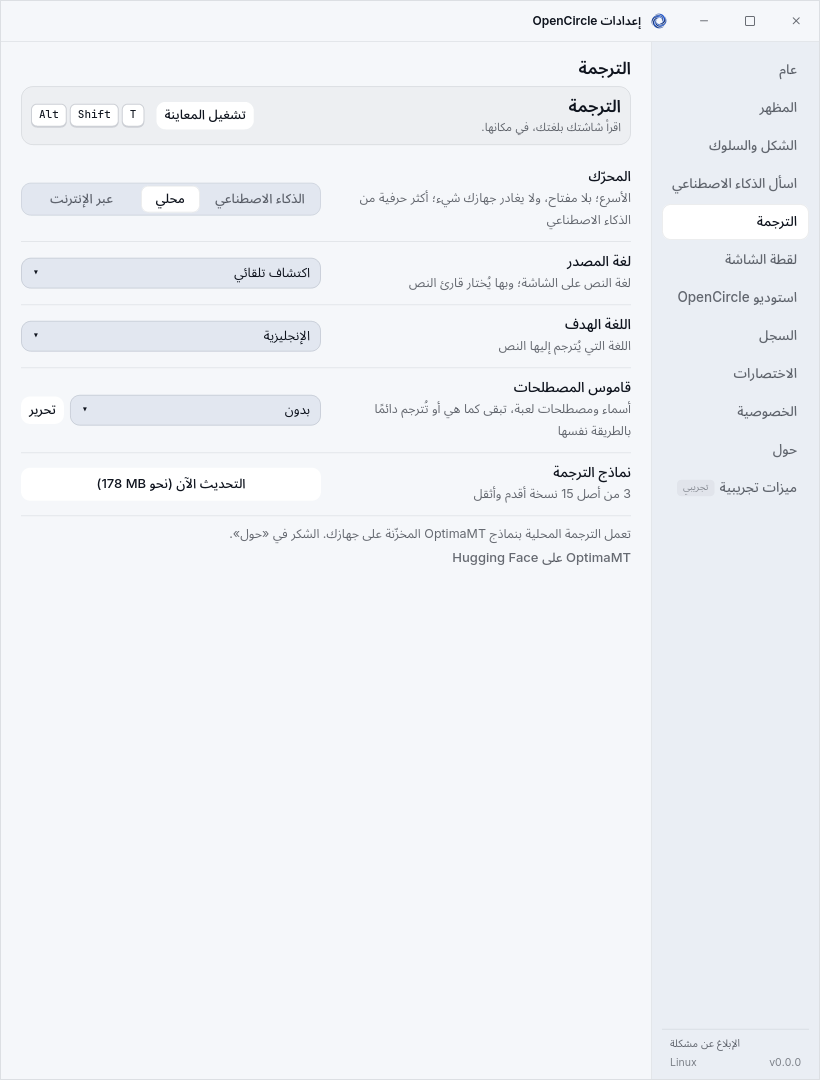 إعدادات OpenCircle
عام
المظهر
الشكل والسلوك
اسأل الذكاء الاصطناعي
الترجمة
لقطة الشاشة
استوديو OpenCircle
السجل
الاختصارات
الخصوصية
حول
ميزات تجريبية تجريبي
الإبلاغ عن مشكلة
v0.0.0 Linux
الترجمة
الترجمة
اقرأ شاشتك بلغتك، في مكانها.
تشغيل المعاينة
Alt Shift T
المحرّك
الأسرع؛ بلا مفتاح، ولا يغادر جهازك شيء؛ أكثر حرفية من
الذكاء الاصطناعي
الذكاء الاصطناعي محلي عبر الإنترنت
لغة المصدر
لغة النص على الشاشة؛ وبها يُختار قارئ النص
اكتشاف تلقائي
اللغة الهدف
اللغة التي يُترجم إليها النص
الإنجليزية
قاموس المصطلحات
أسماء ومصطلحات لعبة، تبقى كما هي أو تُترجم دائمًا
بالطريقة نفسها
بدون
تحرير
نماذج الترجمة
3 من أصل 15 نسخة أقدم وأثقل
التحديث الآن (نحو 178 MB)
تعمل الترجمة المحلية بنماذج OptimaMT المخزّنة على جهازك. الشكر في «حول».
OptimaMT على Hugging Face